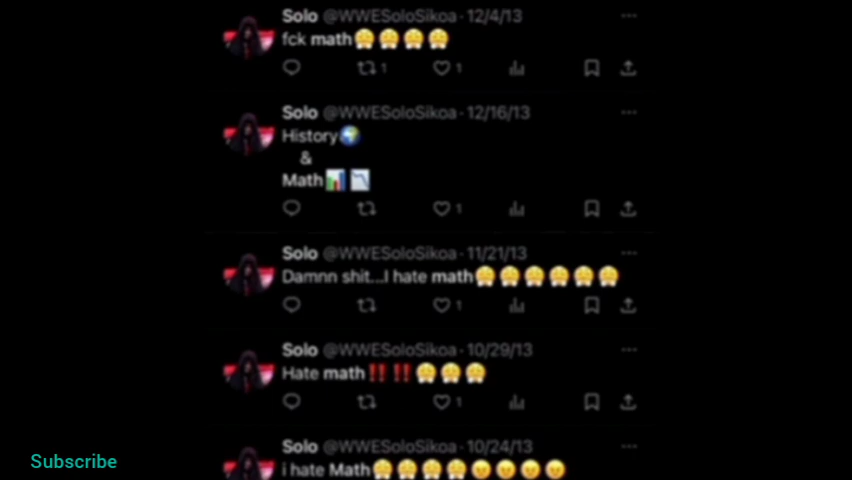 Solo @WWESoloSikoa · 12/4/13
fck math😤 😤 😤 😤
1 1
Solo @WWESoloSikoa · 12/16/13
History🌍
&
Math📊 📉
1
Solo @WWESoloSikoa · 11/21/13
Damnn shit...I hate math😤 😤 😤 😤 😤 😤
1
Solo @WWESoloSikoa · 10/29/13
Hate math‼️ ‼️ 😤 😤 😤
1
Solo @WWESoloSikoa · 10/24/13
i hate Math😤 😤 😤 😤 😠 😠 😠 😠
Subscribe